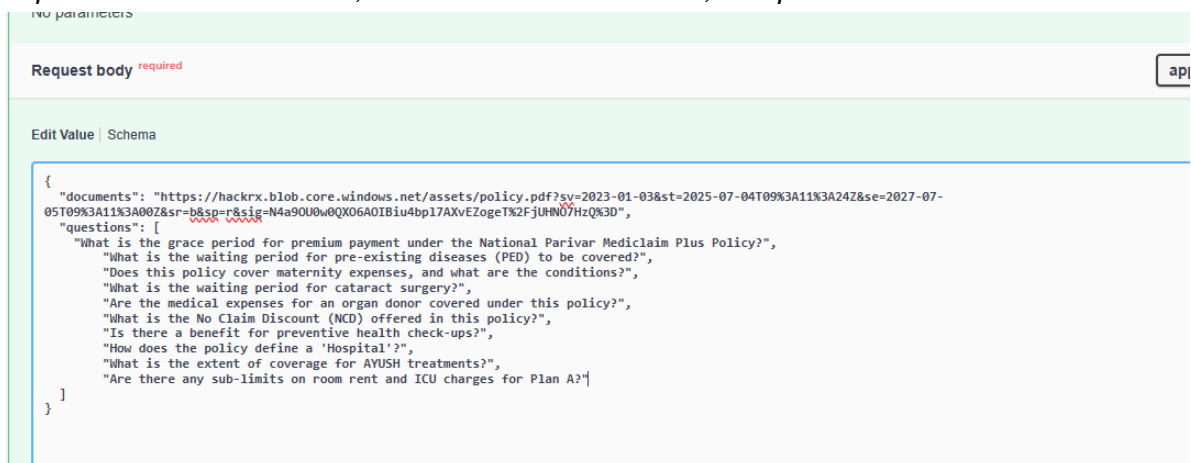 No parameters
Request body required
app
Edit Value | Schema
{
"documents": "https://hackrx.blob.core.windows.net/assets/policy.pdf?sv=2023-01-03&st=2025-07-04T09%3A11%3A24Z&se=2027-07-
05T09%3A11%3A00Z&sr=b&sp=r&sig=N4a9OU0w0QXO6AOIBiu4bpl7AXvEZogeT%2FjUHNO7HzQ%3D",
"questions": [
"What is the grace period for premium payment under the National Parivar Mediclaim Plus Policy?",
"What is the waiting period for pre-existing diseases (PED) to be covered?",
"Does this policy cover maternity expenses, and what are the conditions?",
"What is the waiting period for cataract surgery?",
"Are the medical expenses for an organ donor covered under this policy?",
"What is the No Claim Discount (NCD) offered in this policy?",
"Is there a benefit for preventive health check-ups?",
"How does the policy define a 'Hospital'?",
"What is the extent of coverage for AYUSH treatments?",
"Are there any sub-limits on room rent and ICU charges for Plan A?"
]
}